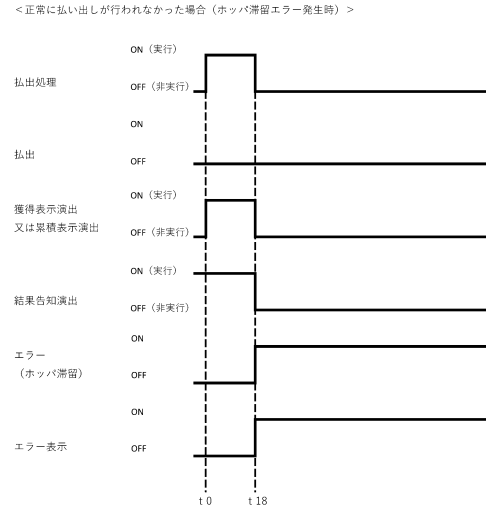 ＜正常に払い出しが行われなかった場合（ホッパ滞留エラー発生時）＞
ON（実行）
払出処理
OFF（非実行）
ON
払出
OFF
ON（実行）
獲得表示演出
又は累積表示演出
OFF（非実行）
ON（実行）
結果告知演出
OFF（非実行）
ON
エラー
（ホッパ滞留）
OFF
ON
エラー表示
OFF
t 0
t 18